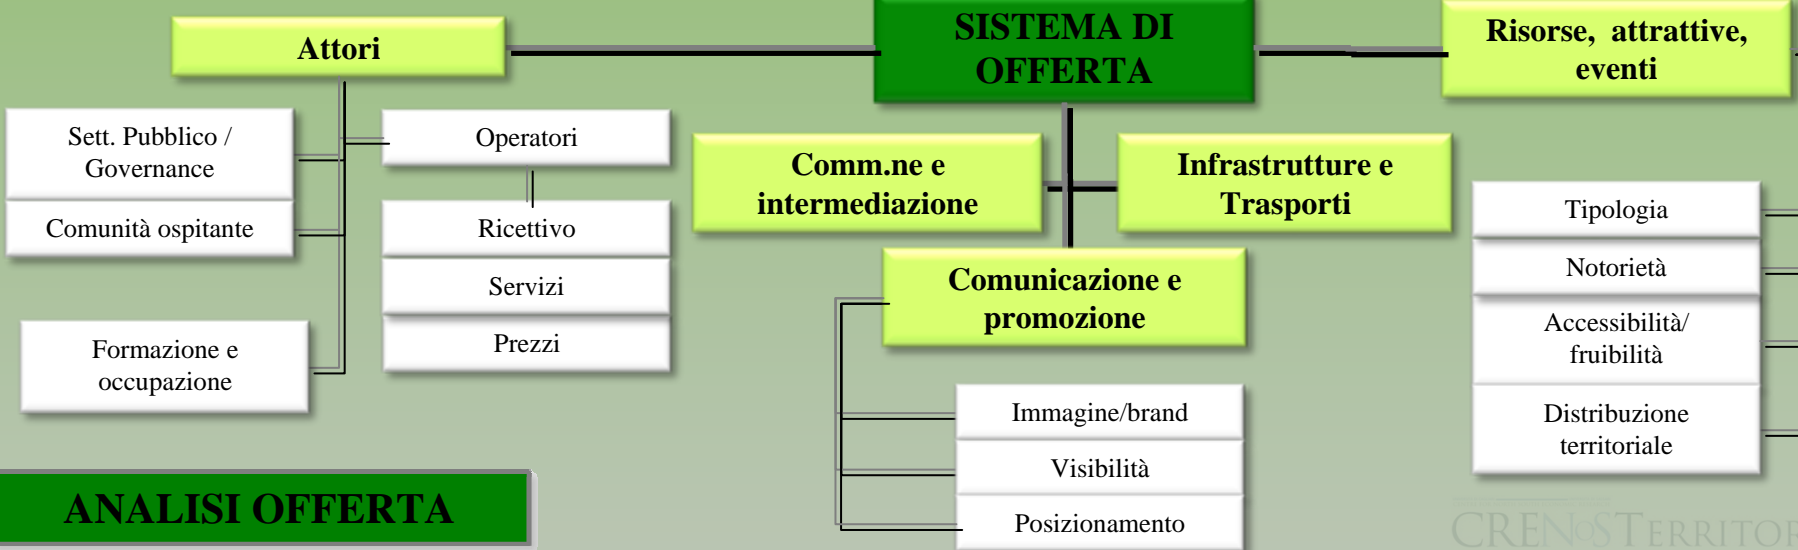 SISTEMA DI
OFFERTA
Attori
Sett. Pubblico /
Governance
Comunità ospitante
Formazione e
occupazione
Operatori
Ricettivo
Servizi
Prezzi
Comm.ne e
intermediazione
Infrastrutture e
Trasporti
Comunicazione e
promozione
Immagine/brand
Visibilità
Posizionamento
Risorse, attrattive,
eventi
Tipologia
Notorietà
Accessibilità/
fruibilità
Distribuzione
territoriale
ANALISI OFFERTA
CRENoSTERRITOR